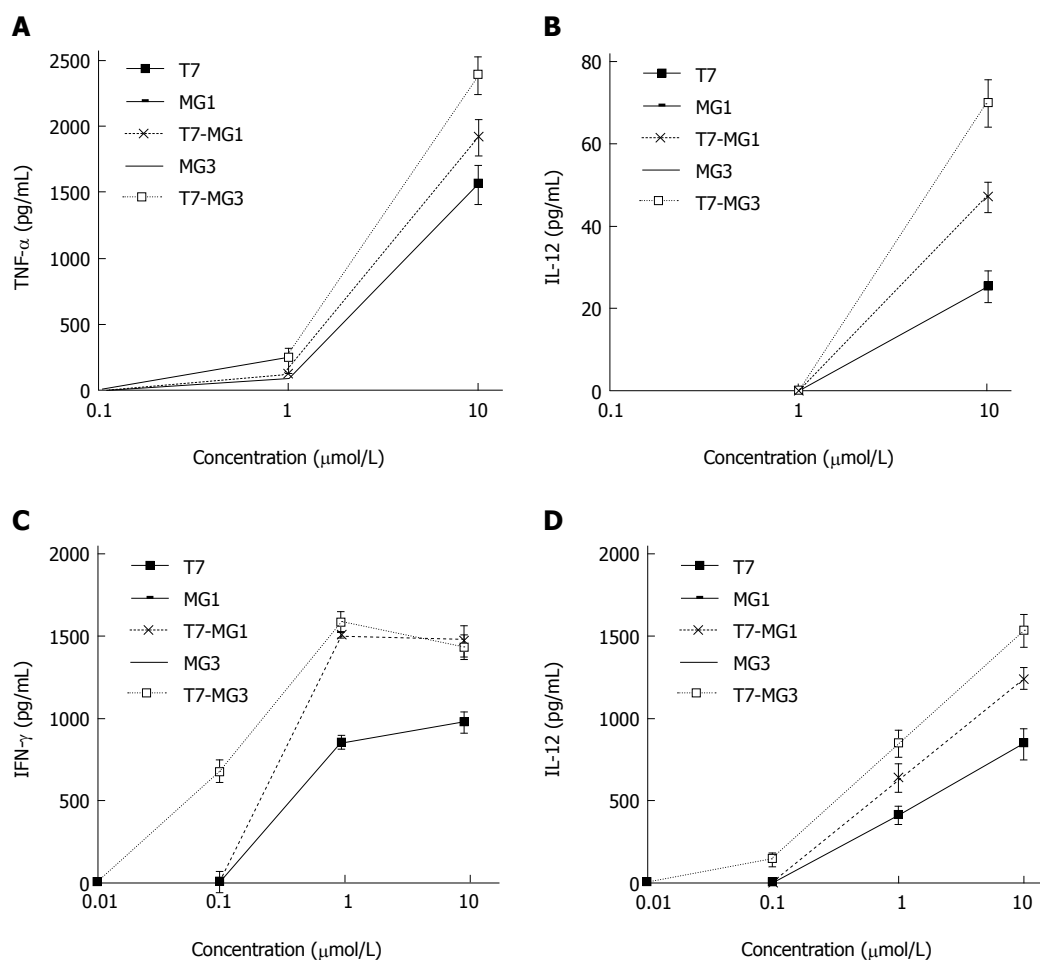 A
TNF-α (pg/mL)
2500
2000
1500
1000
500
0
T7
MG1
T7-MG1
MG3
T7-MG3
0.1
1
10
Concentration (μmol/L)
B
IL-12 (pg/mL)
80
60
40
20
0
T7
MG1
T7-MG1
MG3
T7-MG3
0.1
1
10
Concentration (μmol/L)
C
IFN-γ (pg/mL)
2000
1500
1000
500
0
T7
MG1
T7-MG1
MG3
T7-MG3
0.01
0.1
1
10
Concentration (μmol/L)
D
IL-12 (pg/mL)
2000
1500
1000
500
0
T7
MG1
T7-MG1
MG3
T7-MG3
0.01
0.1
1
10
Concentration (μmol/L)